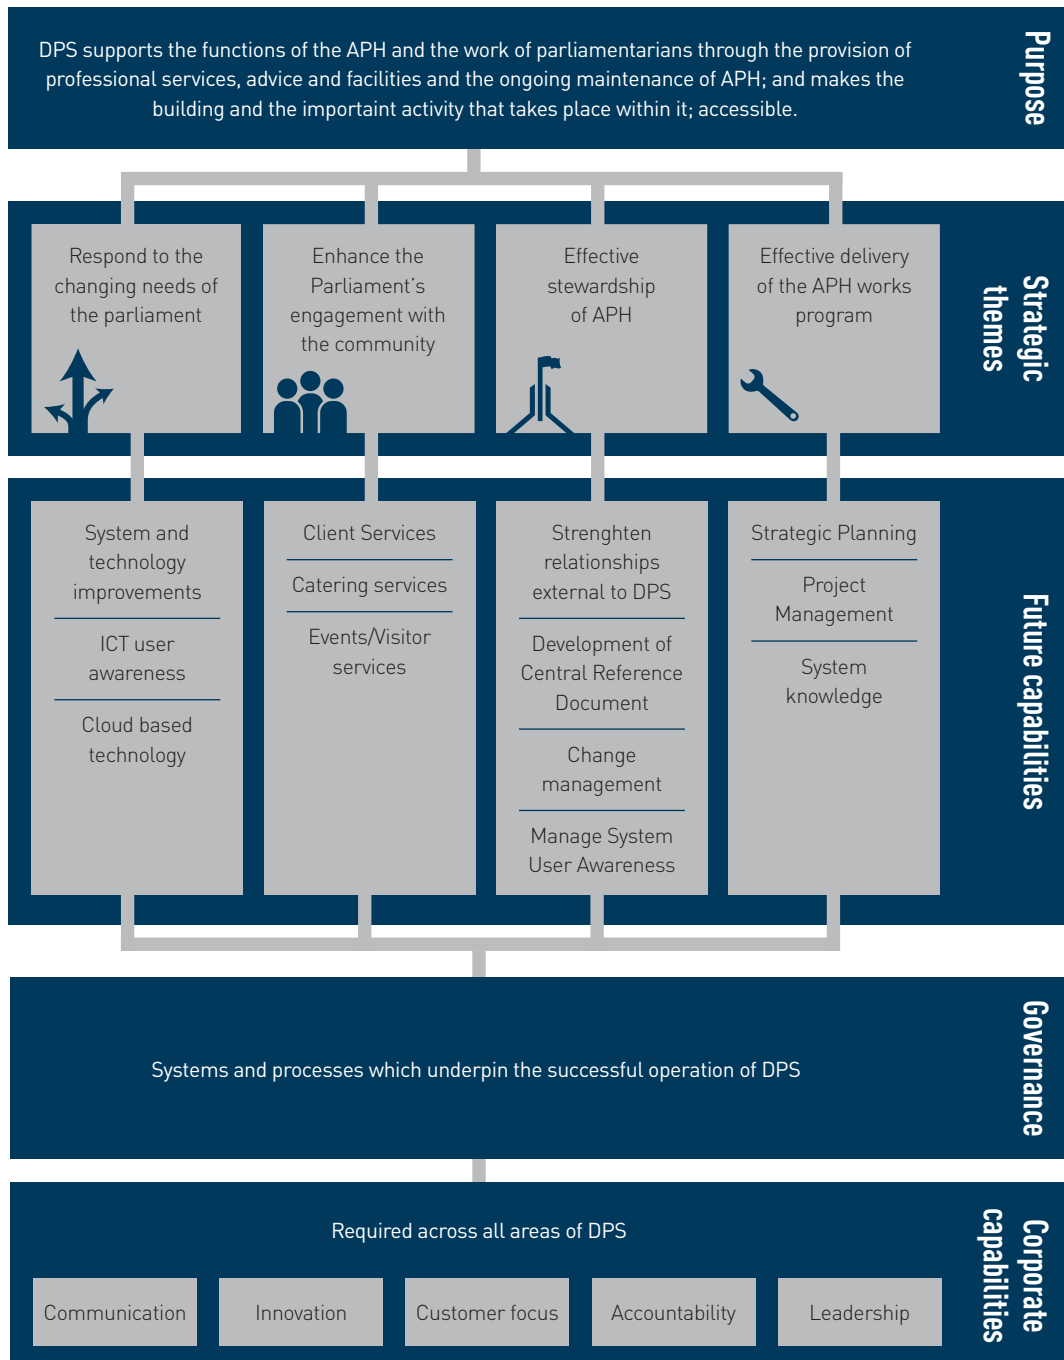 DPS supports the functions of the APH and the work of parliamentarians through the provision of
professional services, advice and facilities and the ongoing maintenance of APH; and makes the
building and the importaint activity that takes place within it; accessible.
Purpose
Respond to the
changing needs of
the parliament
Enhance the
Parliament's
engagement with
the community
Effective
stewardship
of APH
Effective delivery
of the APH works
program
Strategic
themes
System and
technology
improvements
ICT user
awareness
Cloud based
technology
Client Services
Catering services
Events/Visitor
services
Strenghten
relationships
external to DPS
Development of
Central Reference
Document
Change
management
Manage System
User Awareness
Strategic Planning
Project
Management
System
knowledge
Future capabilities
Systems and processes which underpin the successful operation of DPS
Governance
Required across all areas of DPS
Communication
Innovation
Customer focus
Accountability
Leadership
Corporate
capabilities